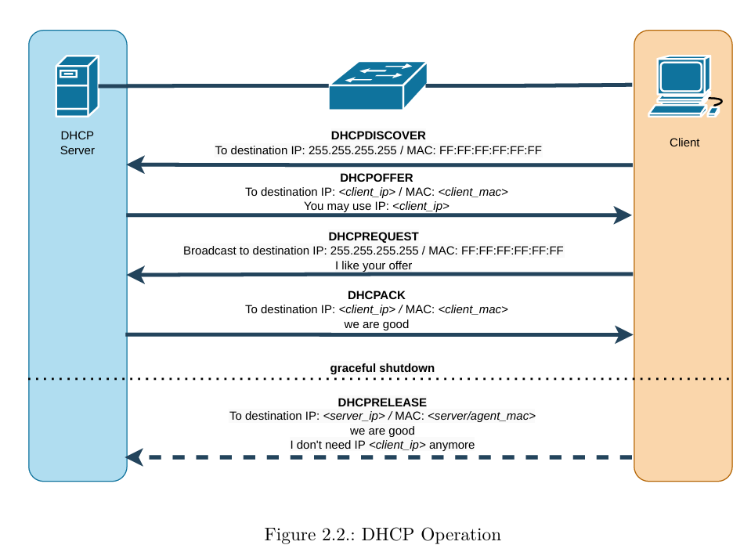 DHCP
Server
Client
DHCPDISCOVER
To destination IP: 255.255.255.255 / MAC: FF:FF:FF:FF:FF:FF
DHCPOFFER
To destination IP: <client_ip> / MAC: <client_mac>
You may use IP: <client_ip>
DHCPREQUEST
Broadcast to destination IP: 255.255.255.255 / MAC: FF:FF:FF:FF:FF:FF
I like your offer
DHCPACK
To destination IP: <client_ip> / MAC: <client_mac>
we are good
graceful shutdown
DHCPRELEASE
To destination IP: <server_ip> / MAC: <server/agent_mac>
we are good
I don't need IP <client_ip> anymore
Figure 2.2.: DHCP Operation